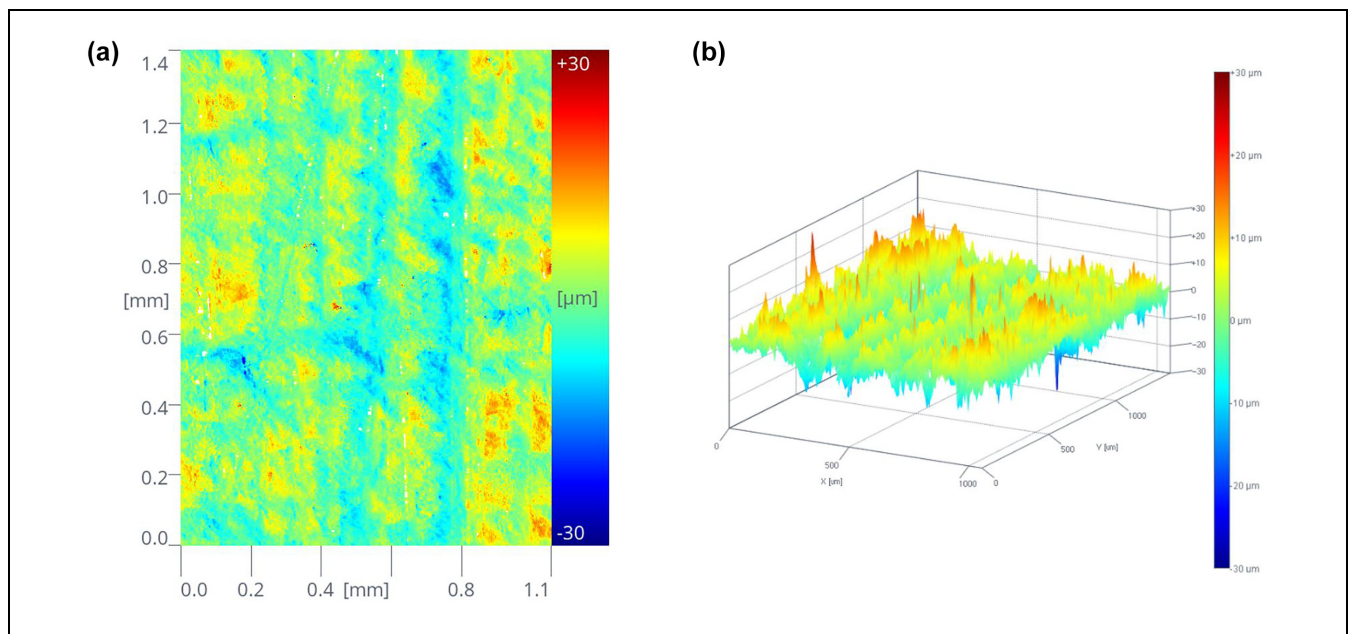 (a)
1.4
1.2
1.0
0.8
[mm]
0.6
0.4
0.2
0.0
0.0 0.2 0.4 [mm] 0.8 1.1
+30
[µm]
-30
(b)
+30 µm
+20 µm
+10 µm
0 µm
-10 µm
-20 µm
-30 µm
+30
+20
+10
0
-10
-20
-30
0
500
X [um]
1000
0
500
Y [um]
1000